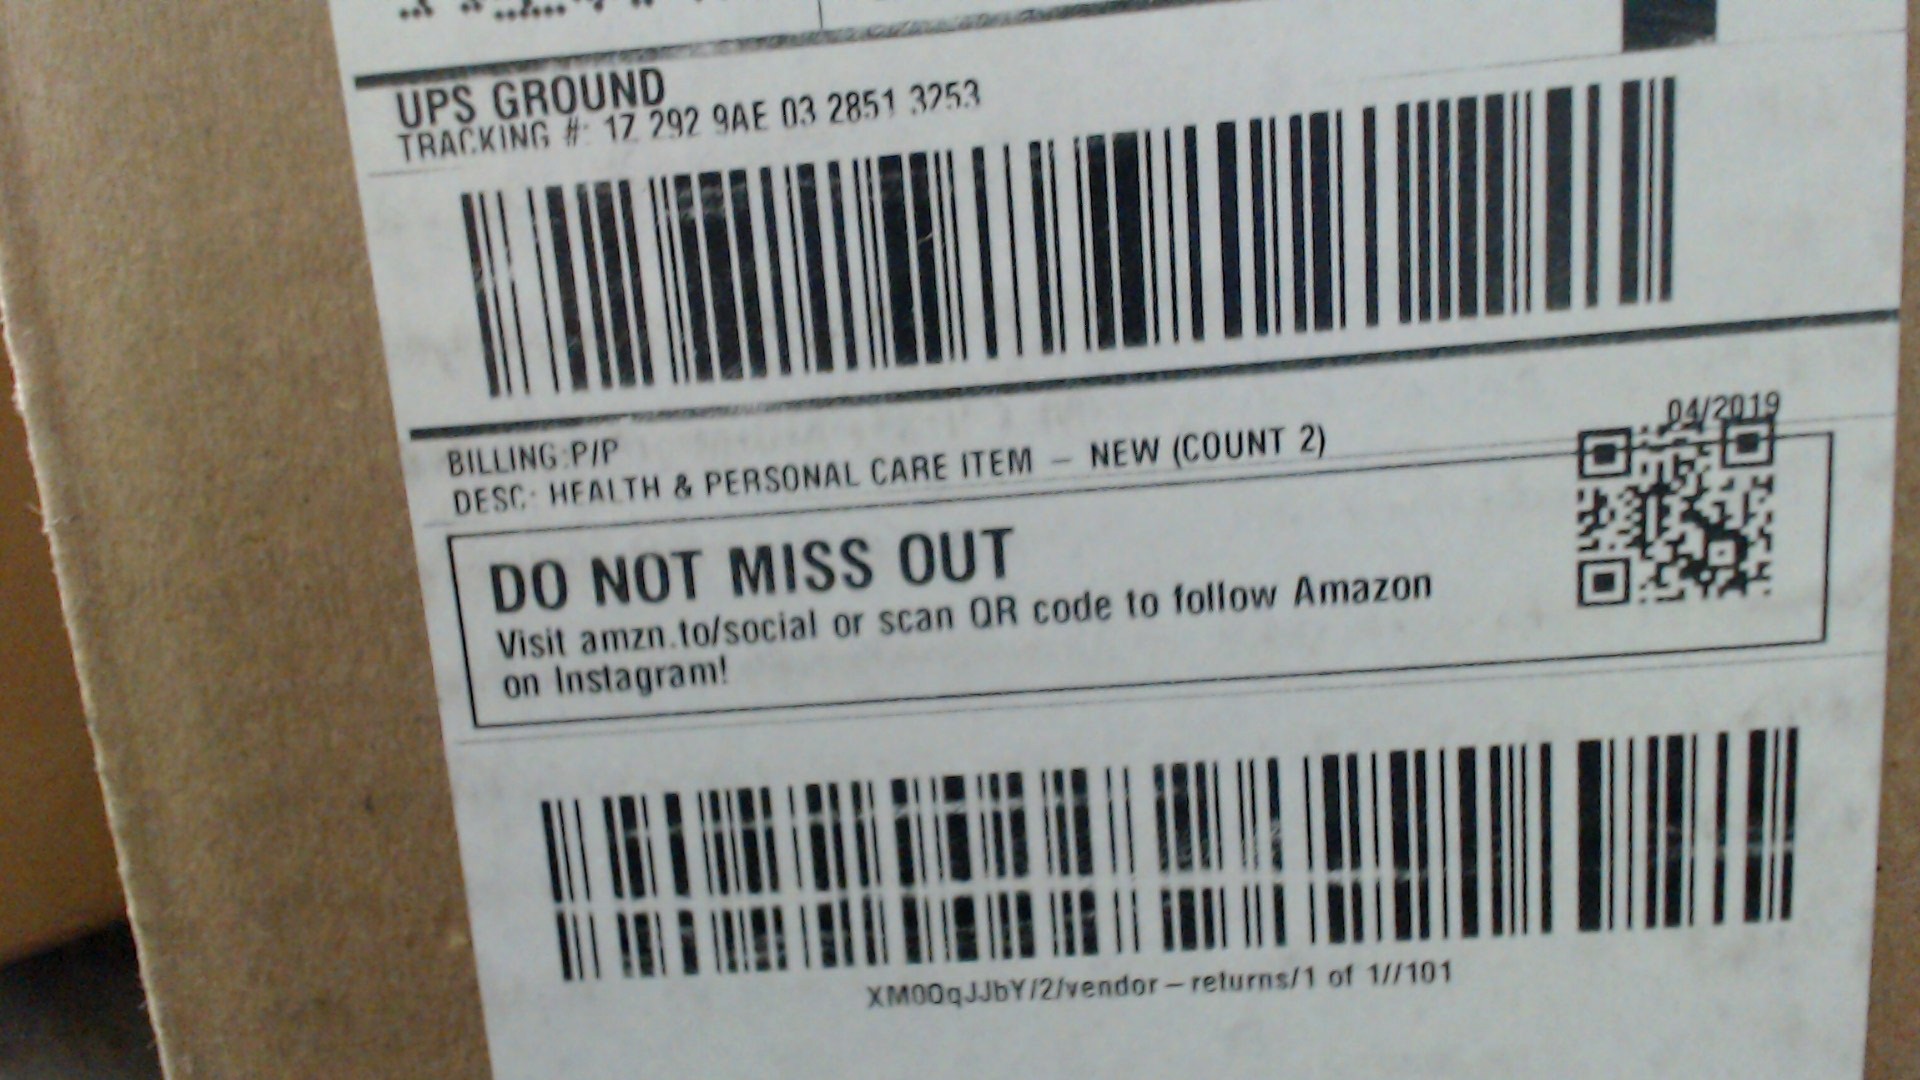 UPS GROUND
TRACKING #: 1Z 292 9AE 03 2851 3253
04/2019
BILLING:P/P
DESC: HEALTH & PERSONAL CARE ITEM – NEW (COUNT 2)
DO NOT MISS OUT
Visit amzn.to/social or scan QR code to follow Amazon
on Instagram!
XM00qJJbY/2/vendor–returns/1 of 1//101